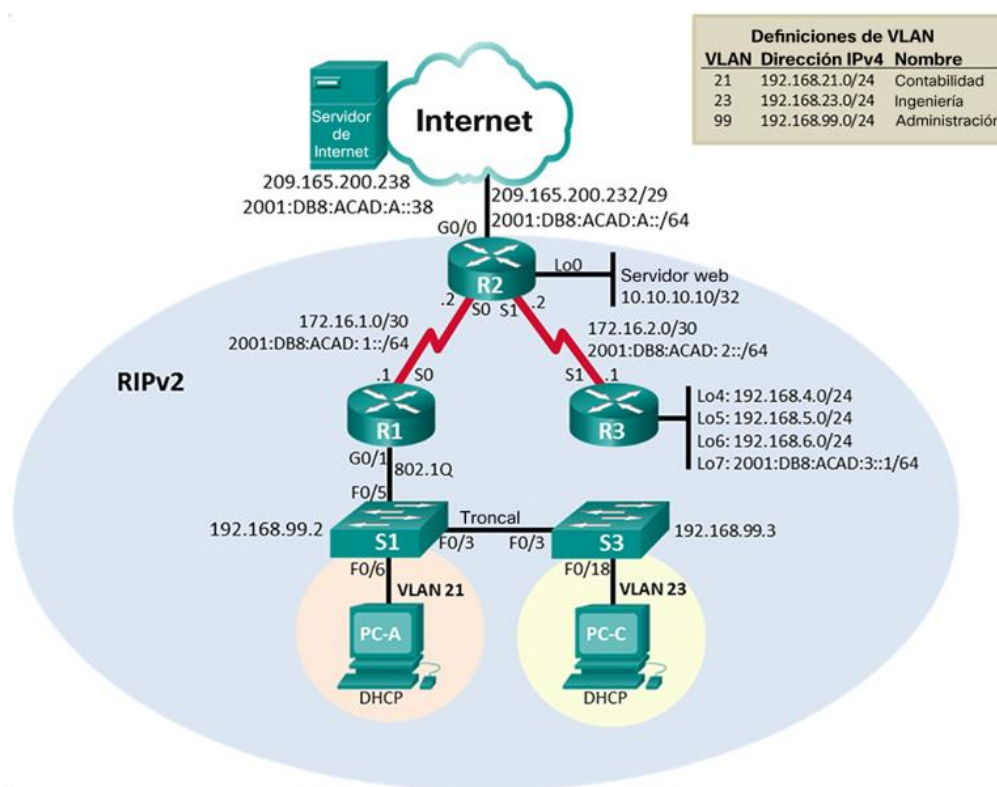 Definiciones de VLAN
VLAN Dirección IPv4 Nombre
21 192.168.21.0/24 Contabilidad
23 192.168.23.0/24 Ingeniería
99 192.168.99.0/24 Administración
Servidor
de
Internet
Internet
209.165.200.238
2001:DB8:ACAD:A::38
209.165.200.232/29
2001:DB8:ACAD:A::/64
G0/0
R2
Lo0
Servidor web
10.10.10.10/32
.2
S0
S1
.2
172.16.1.0/30
2001:DB8:ACAD: 1::/64
172.16.2.0/30
2001:DB8:ACAD: 2::/64
RIPv2
.1
S0
S1
.1
R1
R3
Lo4: 192.168.4.0/24
Lo5: 192.168.5.0/24
Lo6: 192.168.6.0/24
Lo7: 2001:DB8:ACAD:3::1/64
G0/1
802.1Q
F0/5
192.168.99.2
S1
Troncal
F0/3
F0/3
S3
192.168.99.3
F0/6
VLAN 21
F0/18
VLAN 23
PC-A
PC-C
DHCP
DHCP